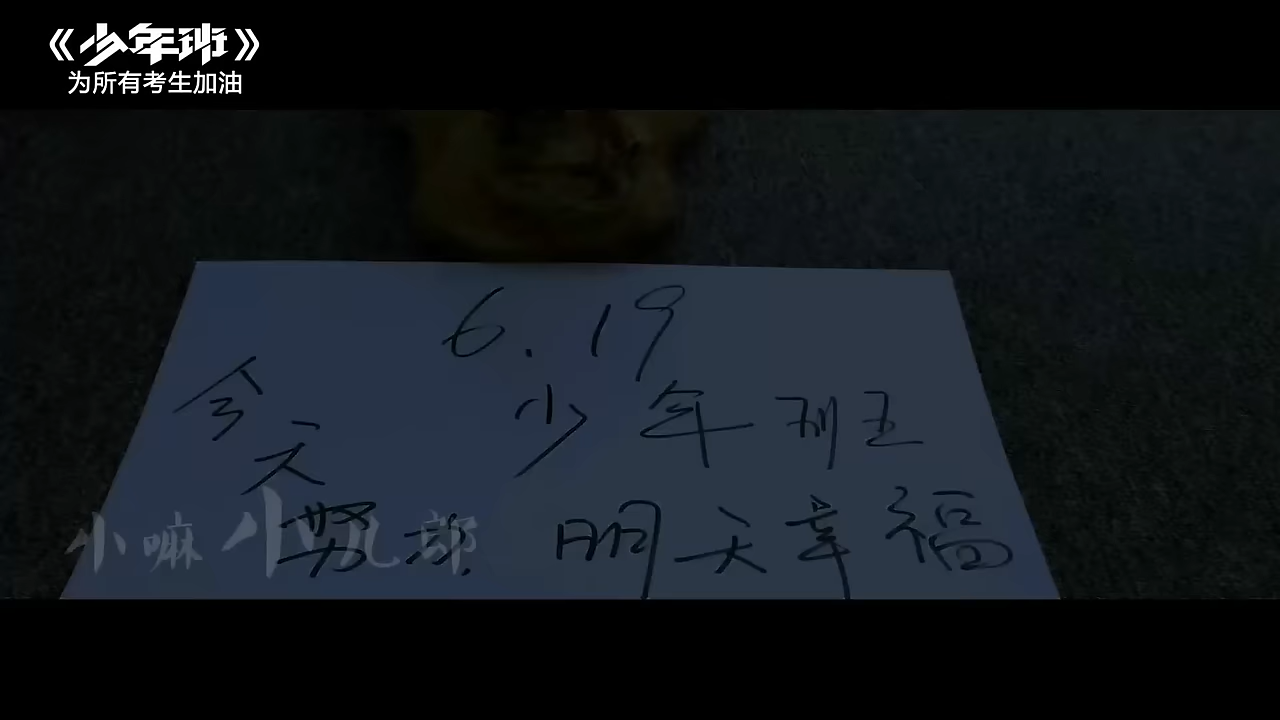 《少年班》
为所有考生加油
6.19
今天 少年班
努 明天幸福
小嘛小儿郎